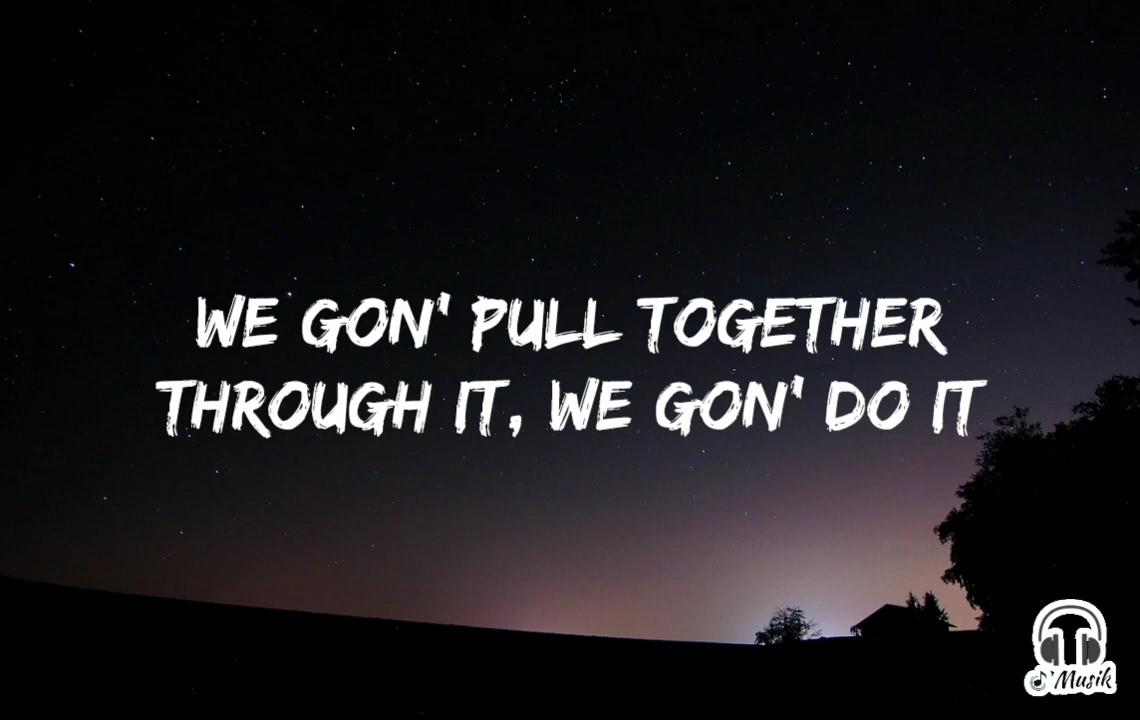 WE GON' PULL TOGETHER
THROUGH IT, WE GON' DO IT
Musik